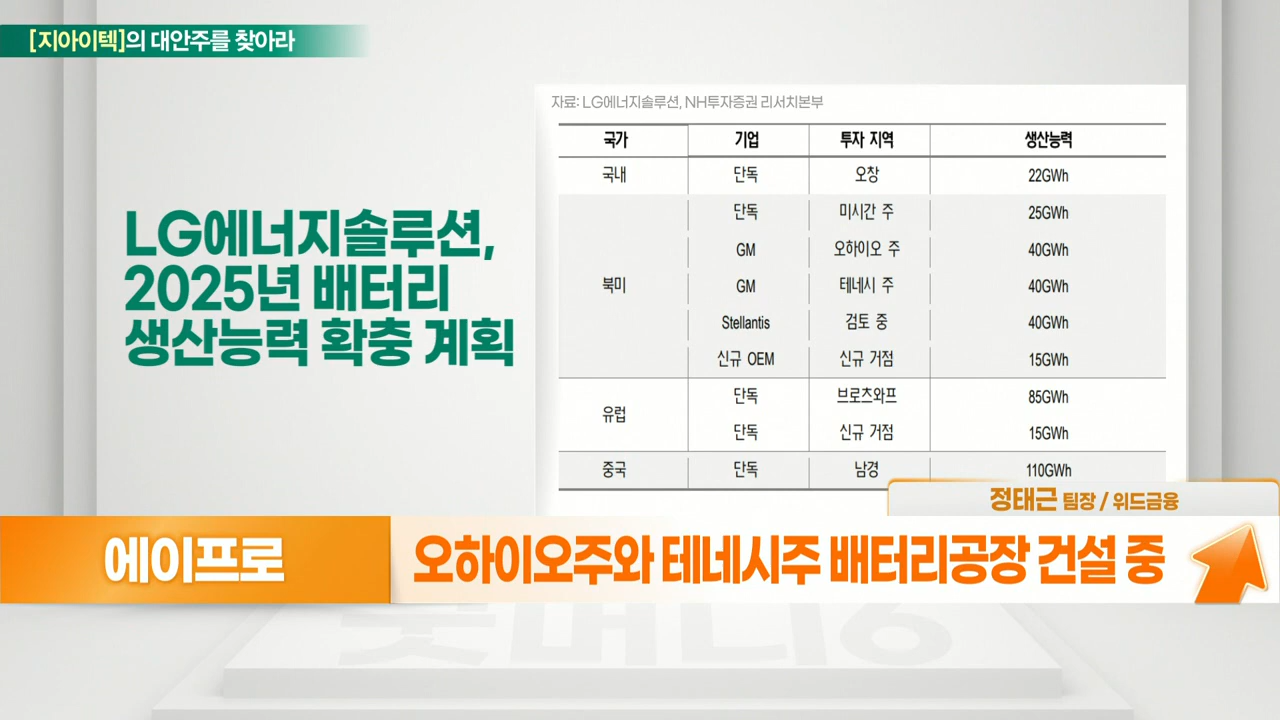 [지아이텍]의 대안주를 찾아라
자료: LG에너지솔루션, NH투자증권 리서치본부
국가 기업 투자 지역 생산능력
국내 단독 오창 22GWh
북미 단독 미시간 주 25GWh
GM 오하이오 주 40GWh
GM 테네시 주 40GWh
Stellantis 검토 중 40GWh
신규 OEM 신규 거점 15GWh
유럽 단독 브로츠와프 85GWh
단독 신규 거점 15GWh
중국 단독 남경 110GWh
LG에너지솔루션,
2025년 배터리
생산능력 확충 계획
정태근 팀장 / 위드금융
에이프로
오하이오주와 테네시주 배터리공장 건설 중